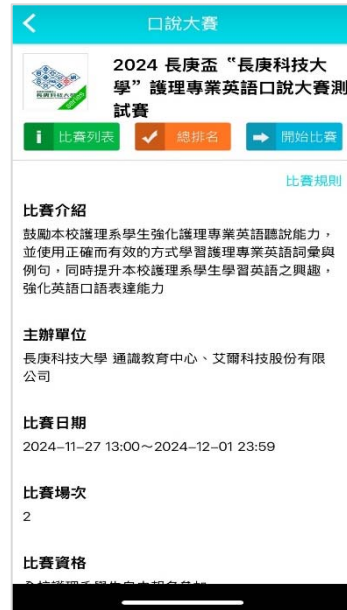 口說大賽
2024 長庚盃 “長庚科技大
學” 護理專業英語口說大賽測
試賽
比賽列表
總排名
開始比賽
比賽規則
比賽介紹
鼓勵本校護理系學生強化護理專業英語聽說能力，
並使用正確而有效的方式學習護理專業英語詞彙與
例句，同時提升本校護理系學生學習英語之興趣，
強化英語口語表達能力
主辦單位
長庚科技大學 通識教育中心、艾爾科技股份有限
公司
比賽日期
2024-11-27 13:00～2024-12-01 23:59
比賽場次
2
比賽資格